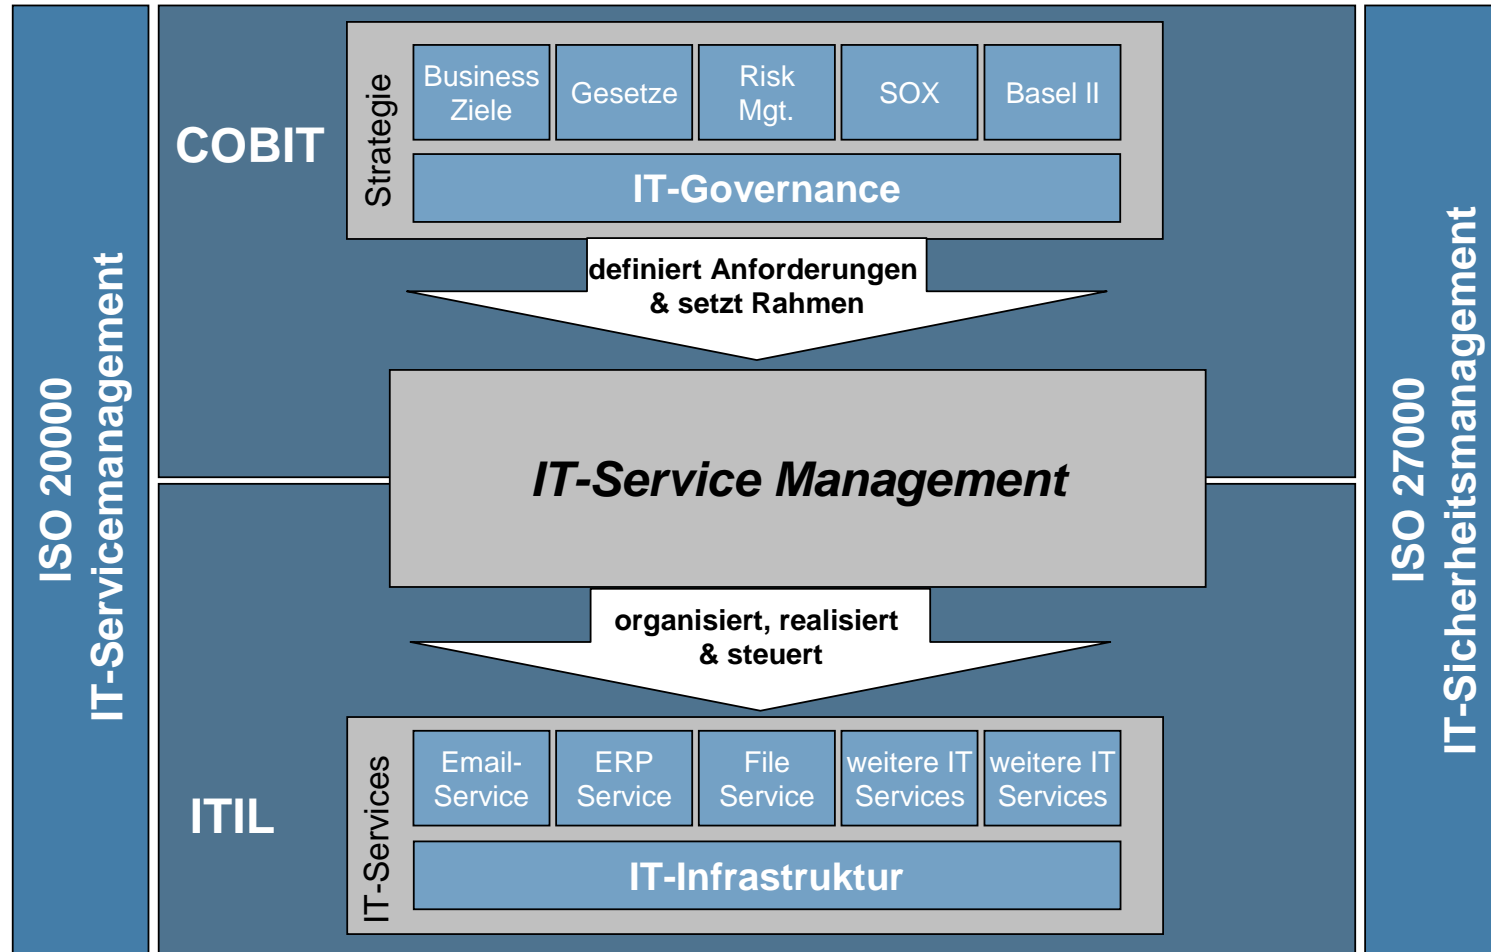 ISO 20000
IT-Servicemanagement
COBIT
Strategie
Business
Ziele
Gesetze
Risk
Mgt.
SOX
Basel II
IT-Governance
definiert Anforderungen
& setzt Rahmen
IT-Service Management
organisiert, realisiert
& steuert
ITIL
IT-Services
Email-
Service
ERP
Service
File
Service
weitere IT
Services
weitere IT
Services
IT-Infrastruktur
ISO 27000
IT-Sicherheitsmanagement